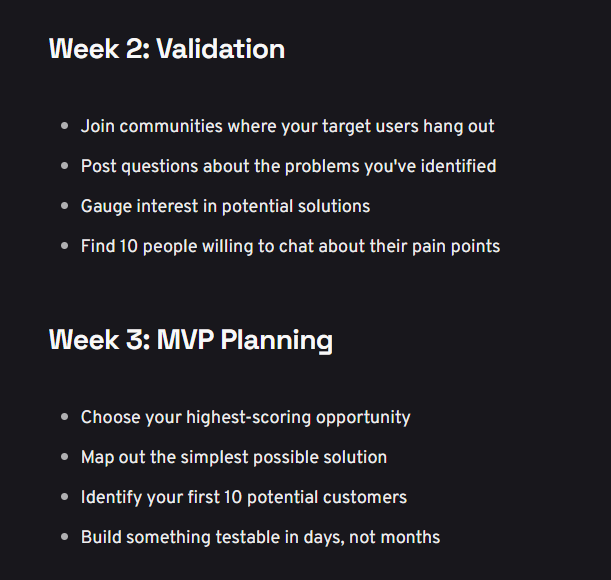 Week 2: Validation
Join communities where your target users hang out
Post questions about the problems you've identified
Gauge interest in potential solutions
Find 10 people willing to chat about their pain points
Week 3: MVP Planning
Choose your highest-scoring opportunity
Map out the simplest possible solution
Identify your first 10 potential customers
Build something testable in days, not months